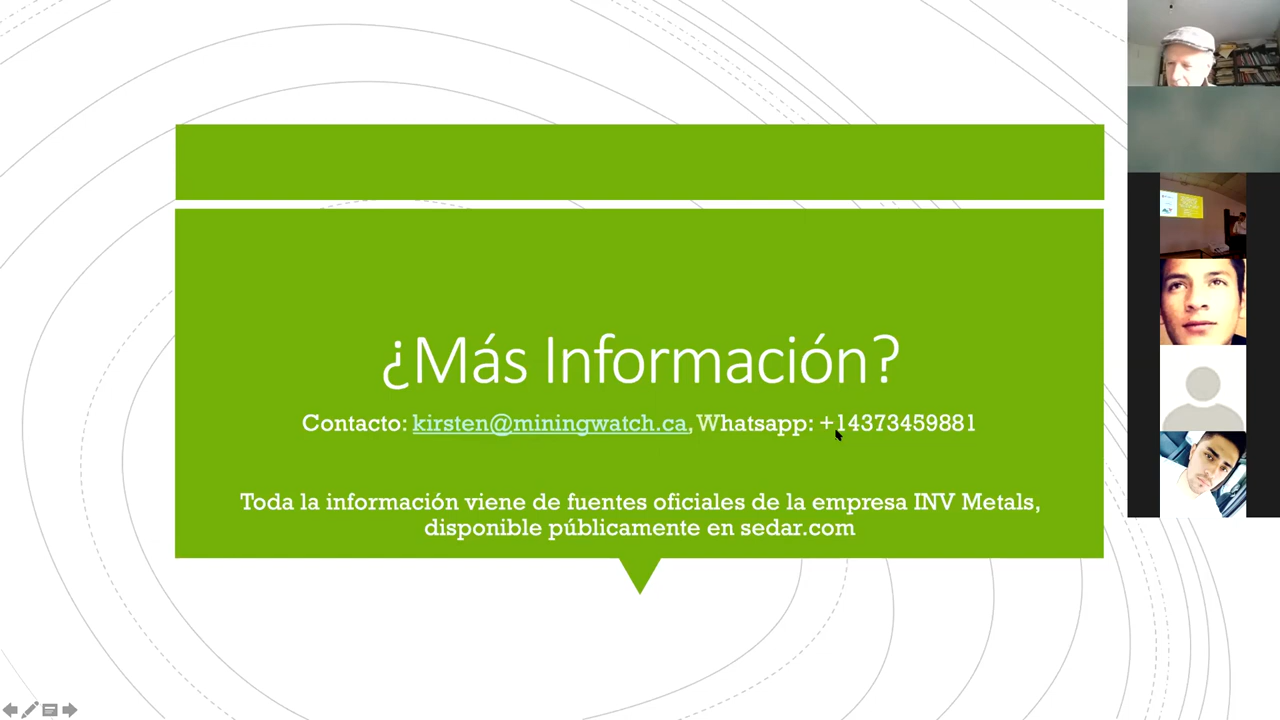 ¿Más Información?
Contacto: kirsten@miningwatch.ca, Whatsapp: +14373459881
Toda la información viene de fuentes oficiales de la empresa INV Metals,
disponible públicamente en sedar.com